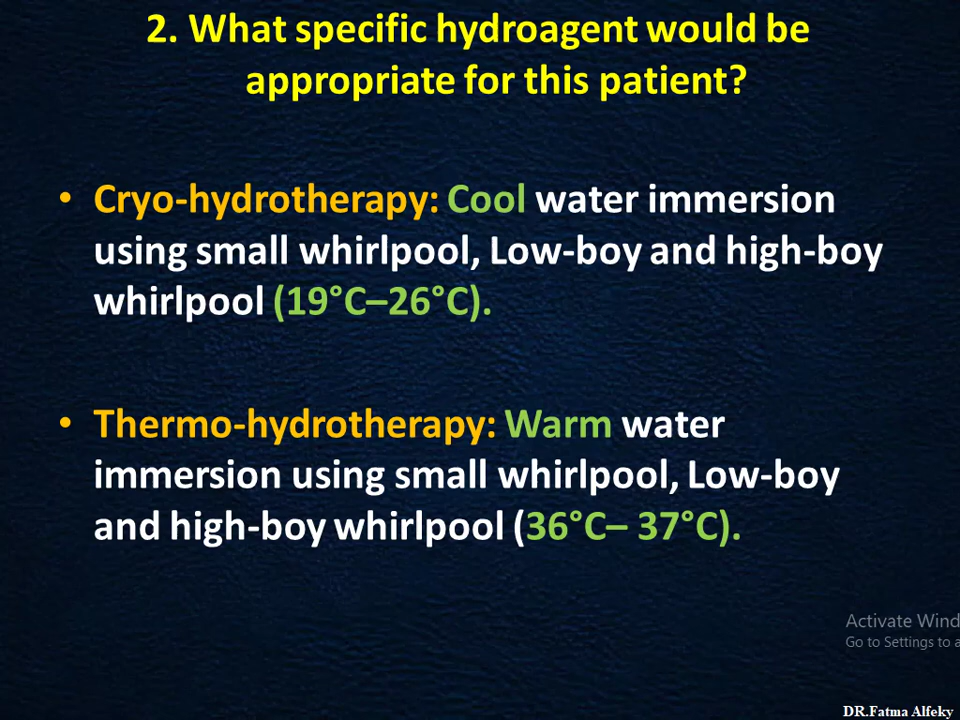 2. What specific hydroagent would be
appropriate for this patient?
• Cryo-hydrotherapy: Cool water immersion
using small whirlpool, Low-boy and high-boy
whirlpool (19°C–26°C).
• Thermo-hydrotherapy: Warm water
immersion using small whirlpool, Low-boy
and high-boy whirlpool (36°C– 37°C).
Activate Wind
Go to Settings to a
DR.Fatma Alfeky